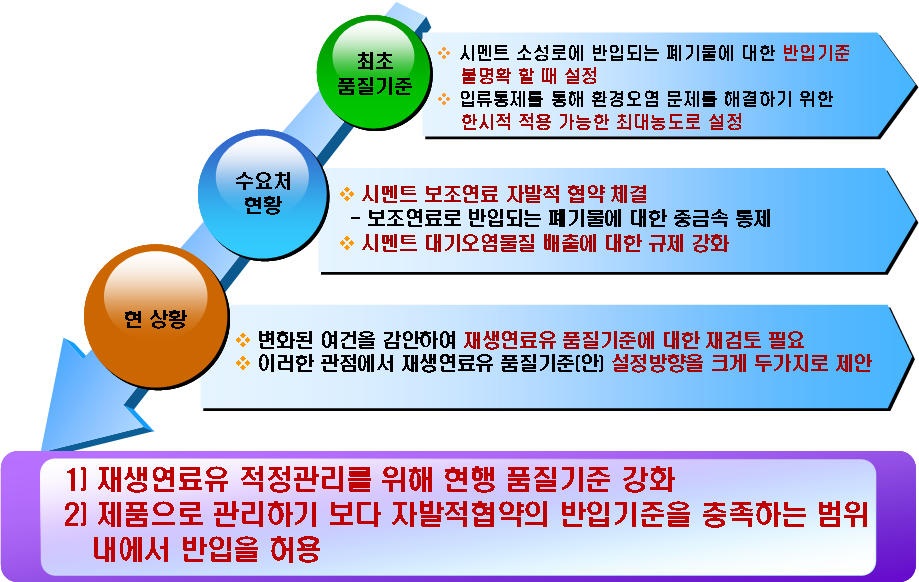 최초
품질기준
❖ 시멘트 소성로에 반입되는 폐기물에 대한 반입기준
불명확 할 때 설정
❖ 입류통제를 통해 환경오염 문제를 해결하기 위한
한시적 적용 가능한 최대농도로 설정
수요처
현황
❖ 시멘트 보조연료 자발적 협약 체결
- 보조연료로 반입되는 폐기물에 대한 중금속 통제
❖ 시멘트 대기오염물질 배출에 대한 규제 강화
현 상황
❖ 변화된 여건을 감안하여 재생연료유 품질기준에 대한 재검토 필요
❖ 이러한 관점에서 재생연료유 품질기준(안) 설정방향을 크게 두가지로 제안
1) 재생연료유 적정관리를 위해 현행 품질기준 강화
2) 제품으로 관리하기 보다 자발적협약의 반입기준을 충족하는 범위
내에서 반입을 허용